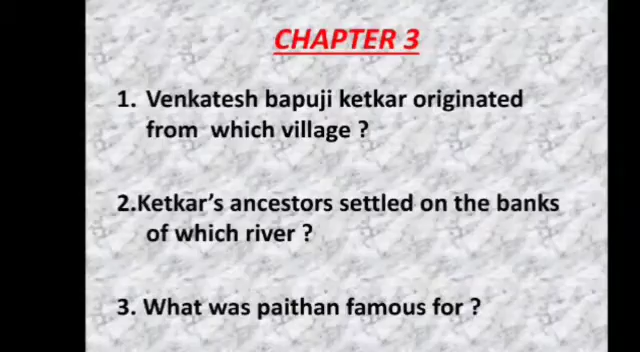 CHAPTER 3
1. Venkatesh bapuji ketkar originated
from which village ?
2.Ketkar's ancestors settled on the banks
of which river ?
3. What was paithan famous for ?